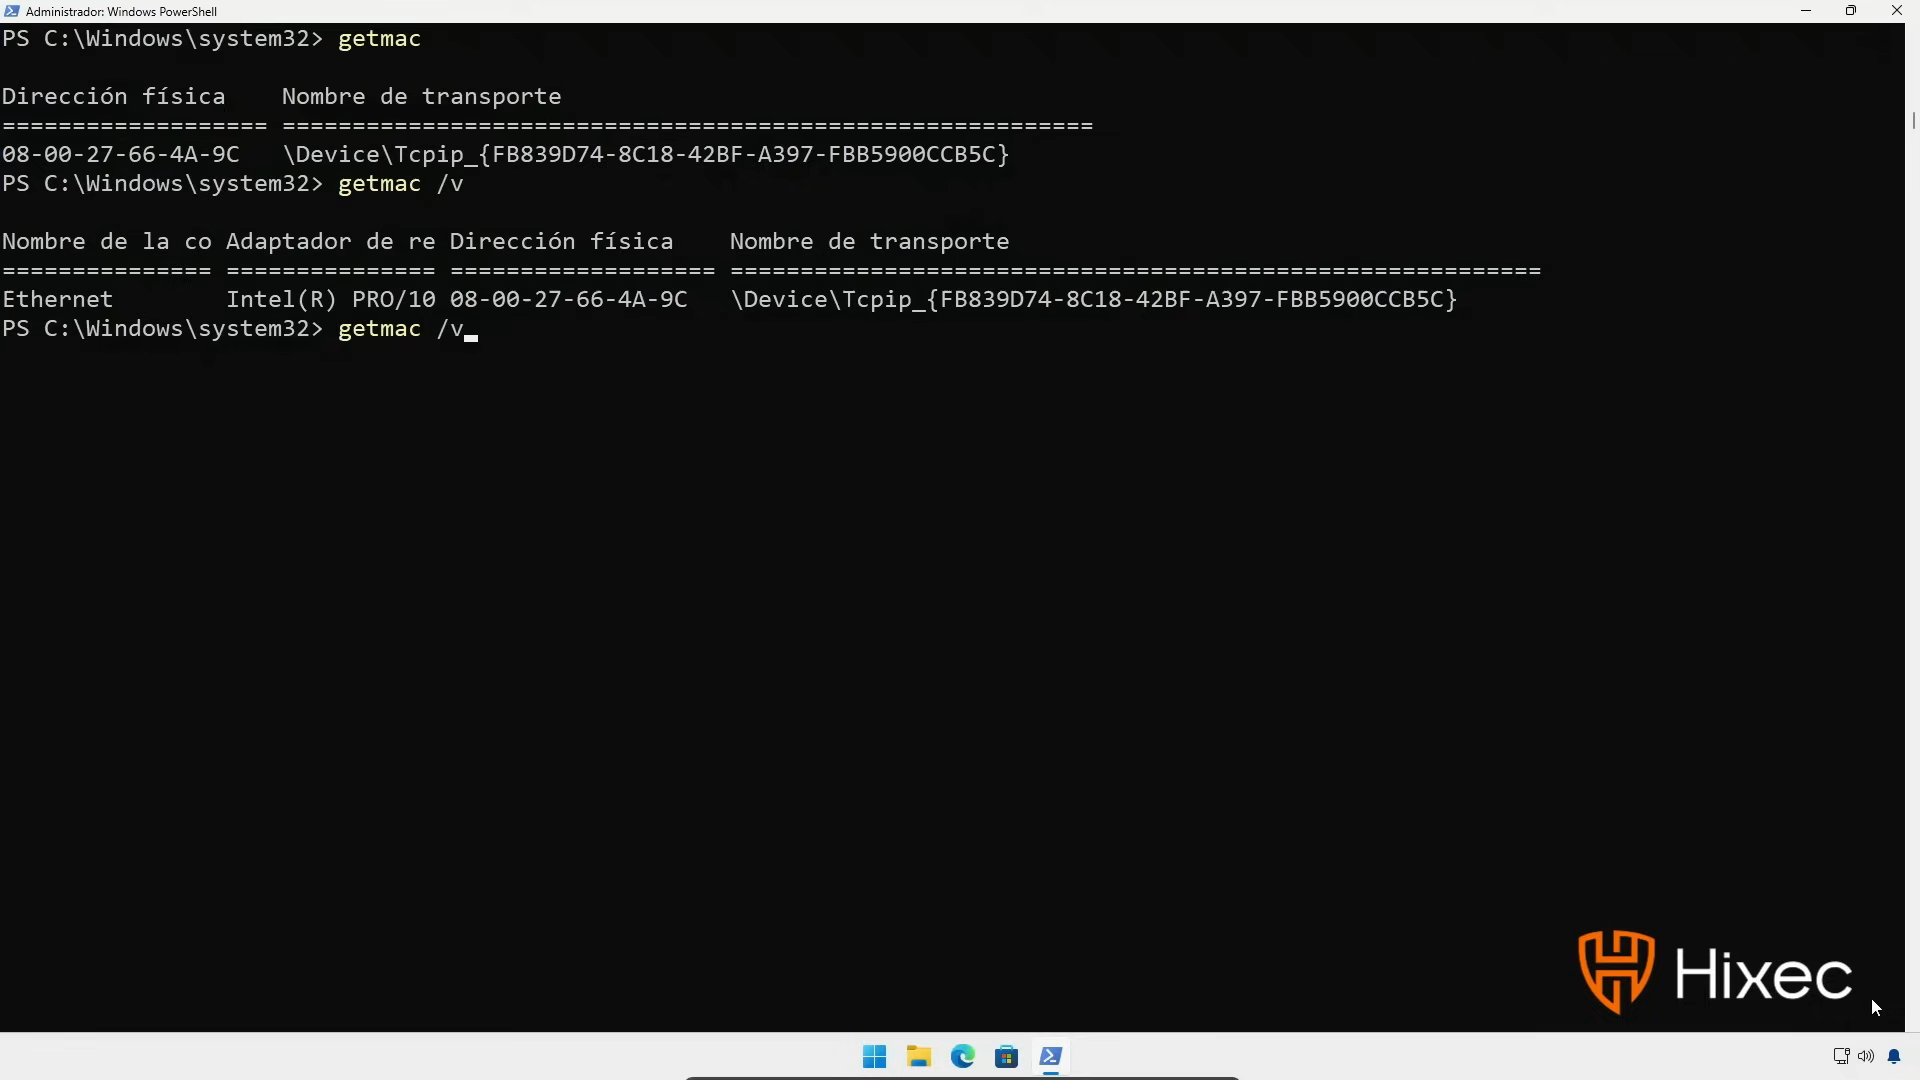 Administrador: Windows PowerShell
PS C:\Windows\system32> getmac
Dirección física    Nombre de transporte
=================== ==========================================================
08-00-27-66-4A-9C   \Device\Tcpip_{FB839D74-8C18-42BF-A397-FBB5900CCB5C}
PS C:\Windows\system32> getmac /v
Nombre de la co Adaptador de re Dirección física    Nombre de transporte
=============== =============== =================== ==========================================================
Ethernet        Intel(R) PRO/10 08-00-27-66-4A-9C   \Device\Tcpip_{FB839D74-8C18-42BF-A397-FBB5900CCB5C}
PS C:\Windows\system32> getmac /v
Hixec